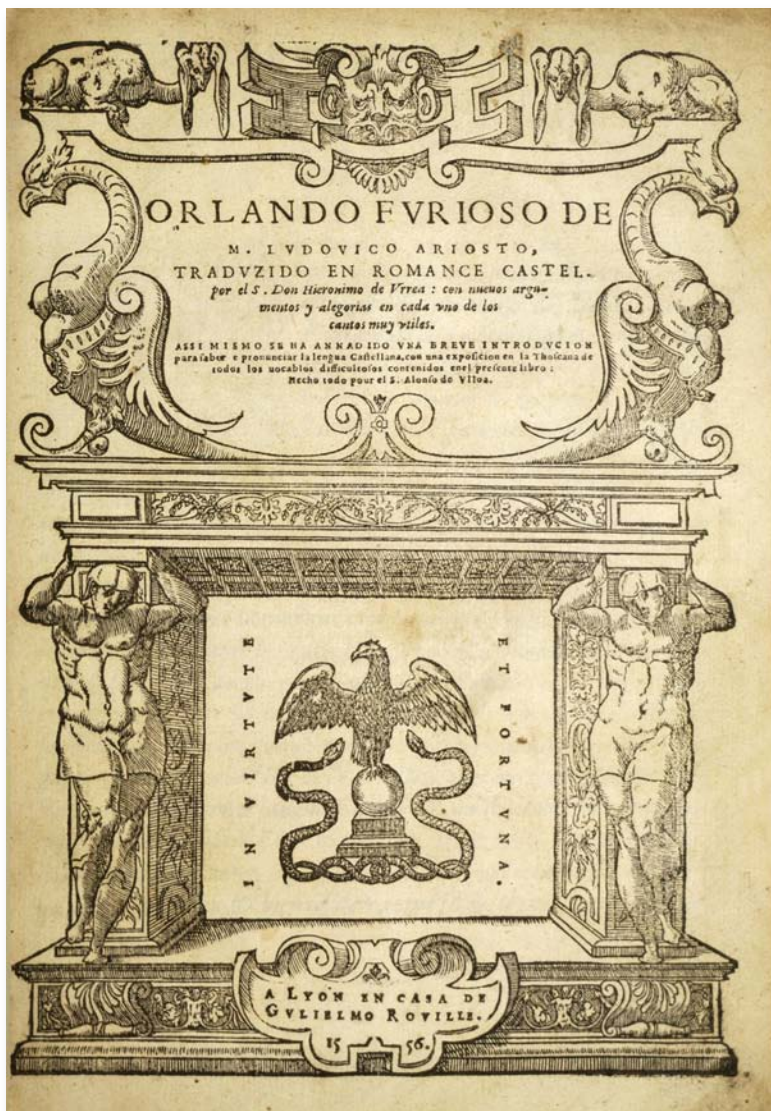 ORLANDO FVRIOSO DE
M. LVDOVICO ARIOSTO,
TRADVZIDO EN ROMANCE CASTEL.
por el S. Don Hieronimo de Vrrea : con nueuos argu-
mentos y alegorias en cada vno de los
cantos muy vtiles.
ASSI MISMO SE HA ANNADIDO VNA BREVE INTRODVCION
para saber e pronunciar la lengua Castellana, con una exposicion en la Thoscana de
todos los uocablos difficultosos contenidos enel presente libro :
Hecho todo pour el S. Alonso de Vlloa.
IN VIRTVTE
ET FORTVNA.
A LYON EN CASA DE
GVLIELMO ROVILLE.
15 56.